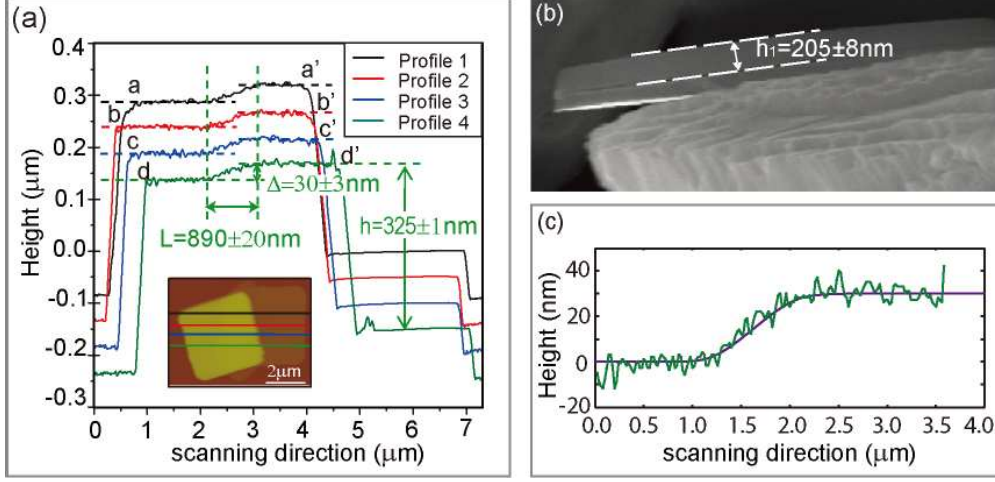 (a)
0.4
0.3
0.2
0.1
0.0
-0.1
-0.2
-0.3
Height (μm)
Profile 1
Profile 2
Profile 3
Profile 4
a
a'
b
b'
c
c'
d
d'
Δ=30±3nm
L=890±20nm
h=325±1nm
2μm
0 1 2 3 4 5 6 7
scanning direction (μm)
(b)
h1=205±8nm
(c)
Height (nm)
40
20
0
-20
0.0 0.5 1.0 1.5 2.0 2.5 3.0 3.5 4.0
scanning direction (μm)